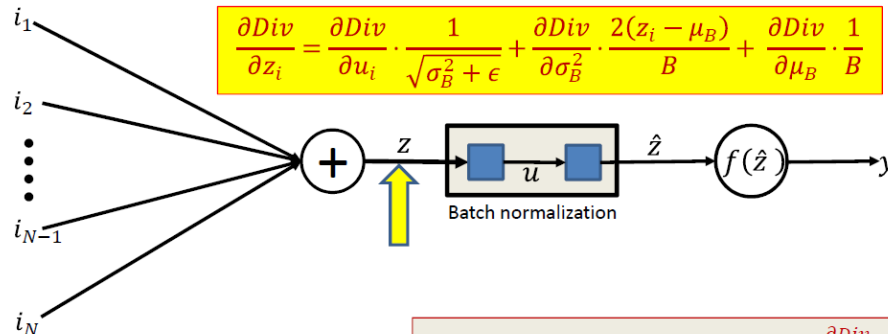 i_1
∂Div/∂z_i = ∂Div/∂u_i · 1/√(σ_B^2 + ϵ) + ∂Div/∂σ_B^2 · 2(z_i − μ_B)/B + ∂Div/∂μ_B · 1/B
i_2
+ z u ẑ f(ẑ) y
i_{N−1}
Batch normalization
i_N
∂Div